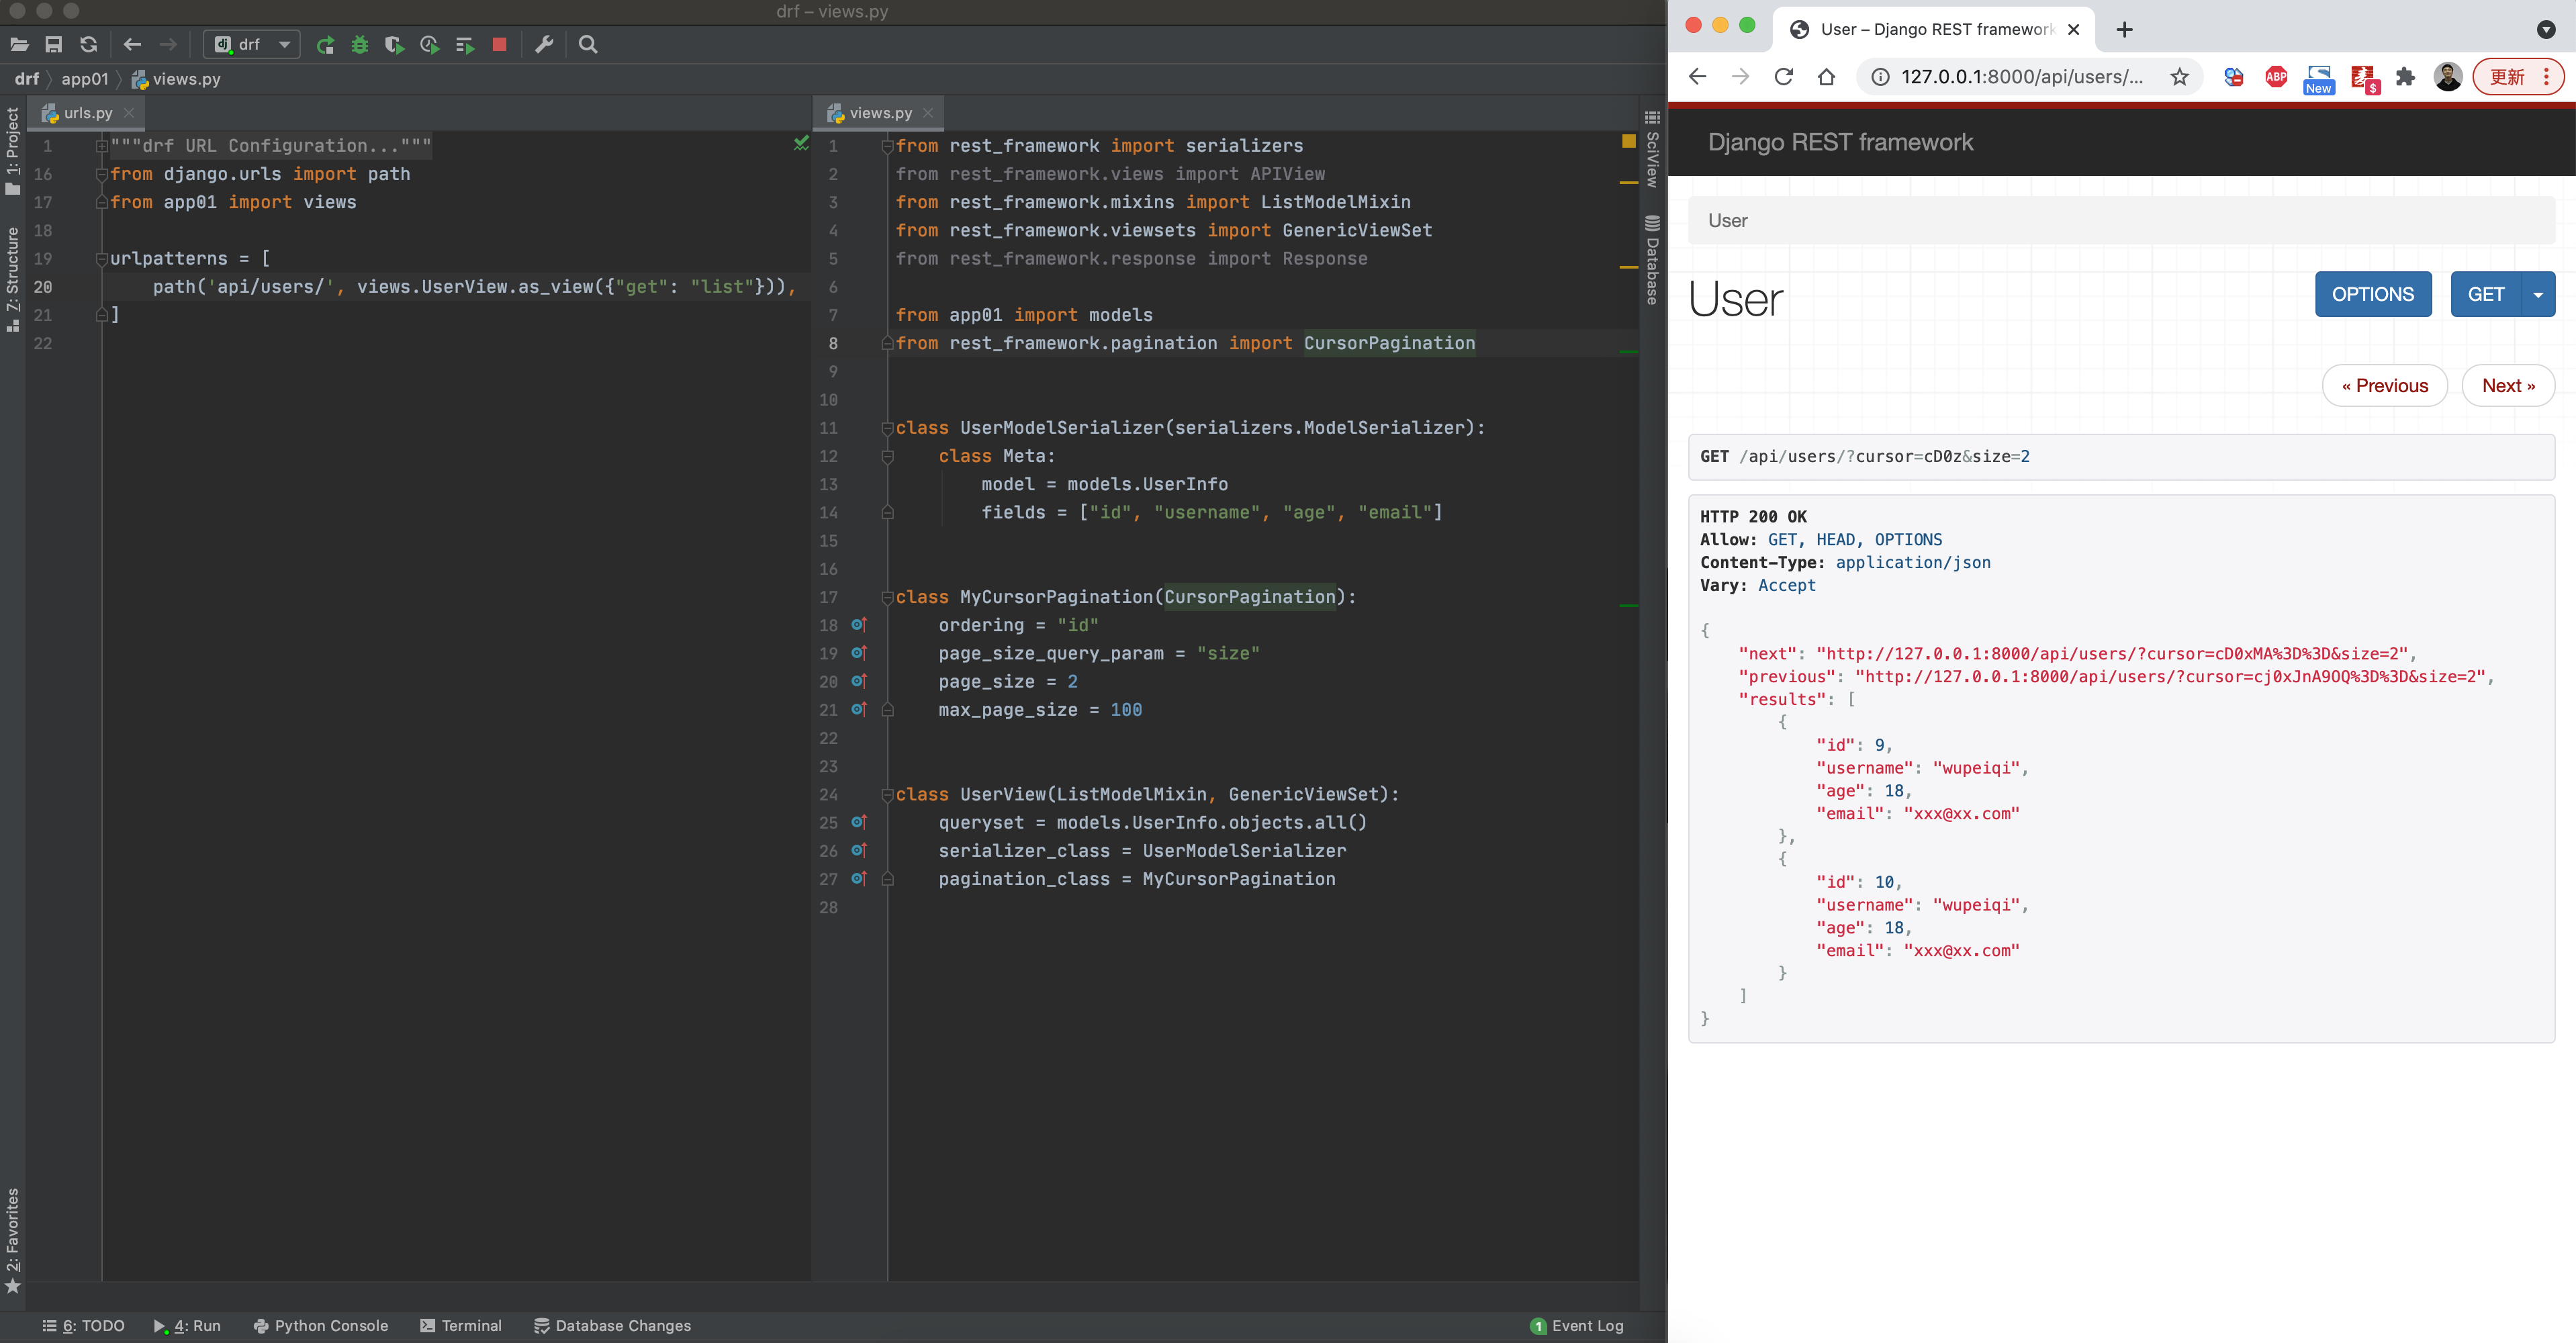 drf – views.py
drf
drf app01 views.py
urls.py
1 """drf URL Configuration..."""
16 from django.urls import path
17 from app01 import views
18
19 urlpatterns = [
20     path('api/users/', views.UserView.as_view({"get": "list"})),
21 ]
22
views.py
1 from rest_framework import serializers
2 from rest_framework.views import APIView
3 from rest_framework.mixins import ListModelMixin
4 from rest_framework.viewsets import GenericViewSet
5 from rest_framework.response import Response
6
7 from app01 import models
8 from rest_framework.pagination import CursorPagination
9
10
11 class UserModelSerializer(serializers.ModelSerializer):
12     class Meta:
13         model = models.UserInfo
14         fields = ["id", "username", "age", "email"]
15
16
17 class MyCursorPagination(CursorPagination):
18     ordering = "id"
19     page_size_query_param = "size"
20     page_size = 2
21     max_page_size = 100
22
23
24 class UserView(ListModelMixin, GenericViewSet):
25     queryset = models.UserInfo.objects.all()
26     serializer_class = UserModelSerializer
27     pagination_class = MyCursorPagination
28
1: Project
Z: Structure
2: Favorites
SciView
Database
6: TODO 4: Run Python Console Terminal Database Changes 1 Event Log
User – Django REST framework
127.0.0.1:8000/api/users/... ABP New $ 更新
Django REST framework
User
User OPTIONS GET
« Previous Next »
GET /api/users/?cursor=cD0z&size=2
HTTP 200 OK
Allow: GET, HEAD, OPTIONS
Content-Type: application/json
Vary: Accept
{
    "next": "http://127.0.0.1:8000/api/users/?cursor=cD0xMA%3D%3D&size=2",
    "previous": "http://127.0.0.1:8000/api/users/?cursor=cj0xJnA9OQ%3D%3D&size=2",
    "results": [
        {
            "id": 9,
            "username": "wupeiqi",
            "age": 18,
            "email": "xxx@xx.com"
        },
        {
            "id": 10,
            "username": "wupeiqi",
            "age": 18,
            "email": "xxx@xx.com"
        }
    ]
}